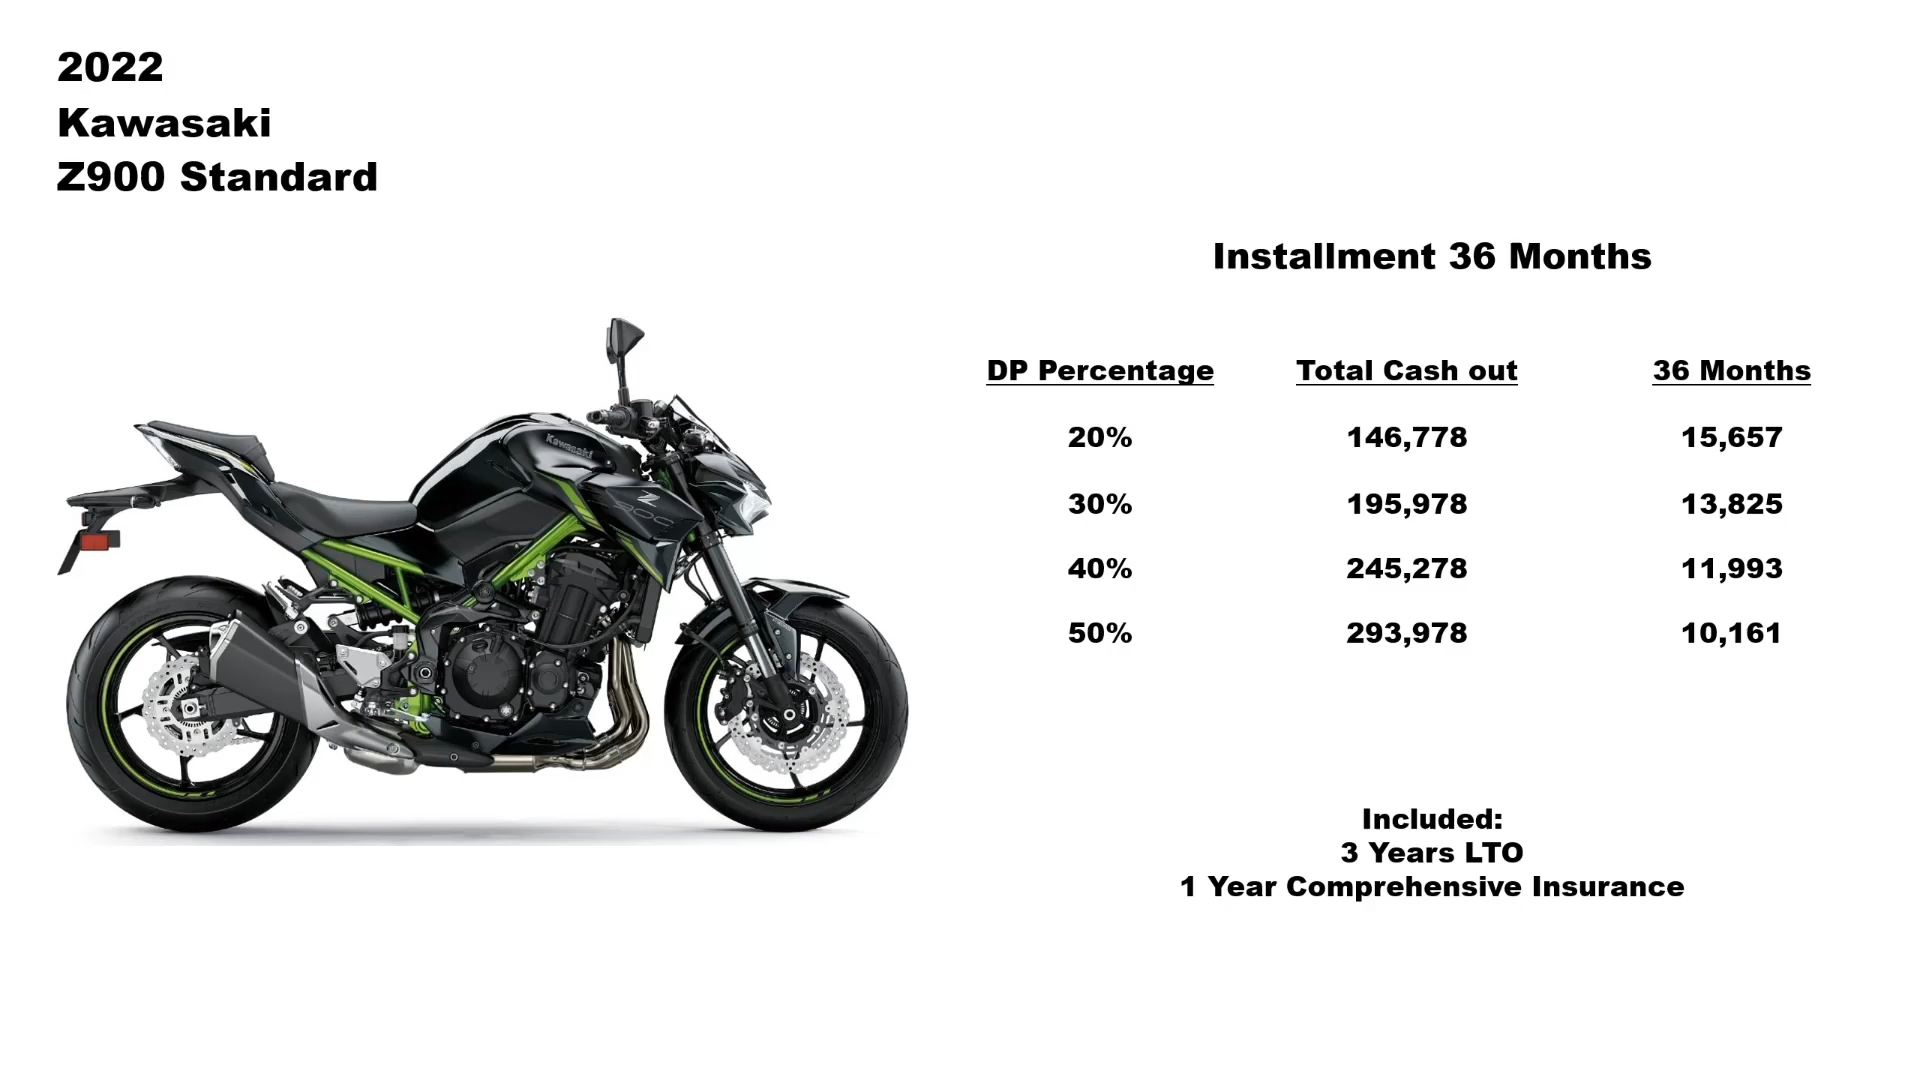 2022
Kawasaki
Z900 Standard
Installment 36 Months
DP Percentage Total Cash out 36 Months
20% 146,778 15,657
30% 195,978 13,825
40% 245,278 11,993
50% 293,978 10,161
Included:
3 Years LTO
1 Year Comprehensive Insurance
Kawasaki
Z
900